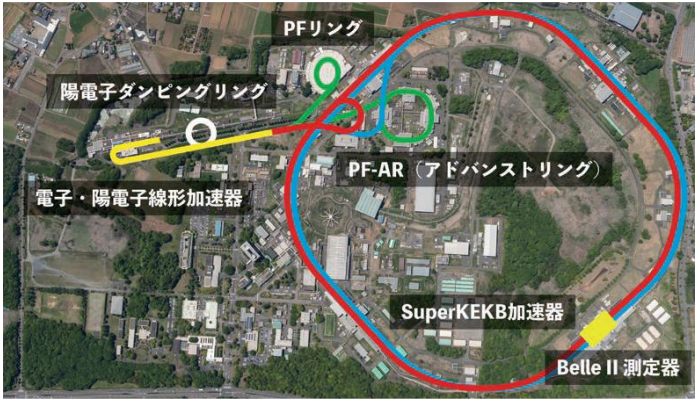 PFリング
陽電子ダンピングリング
PF-AR（アドバンストリング）
電子・陽電子線形加速器
SuperKEKB加速器
Belle II 測定器